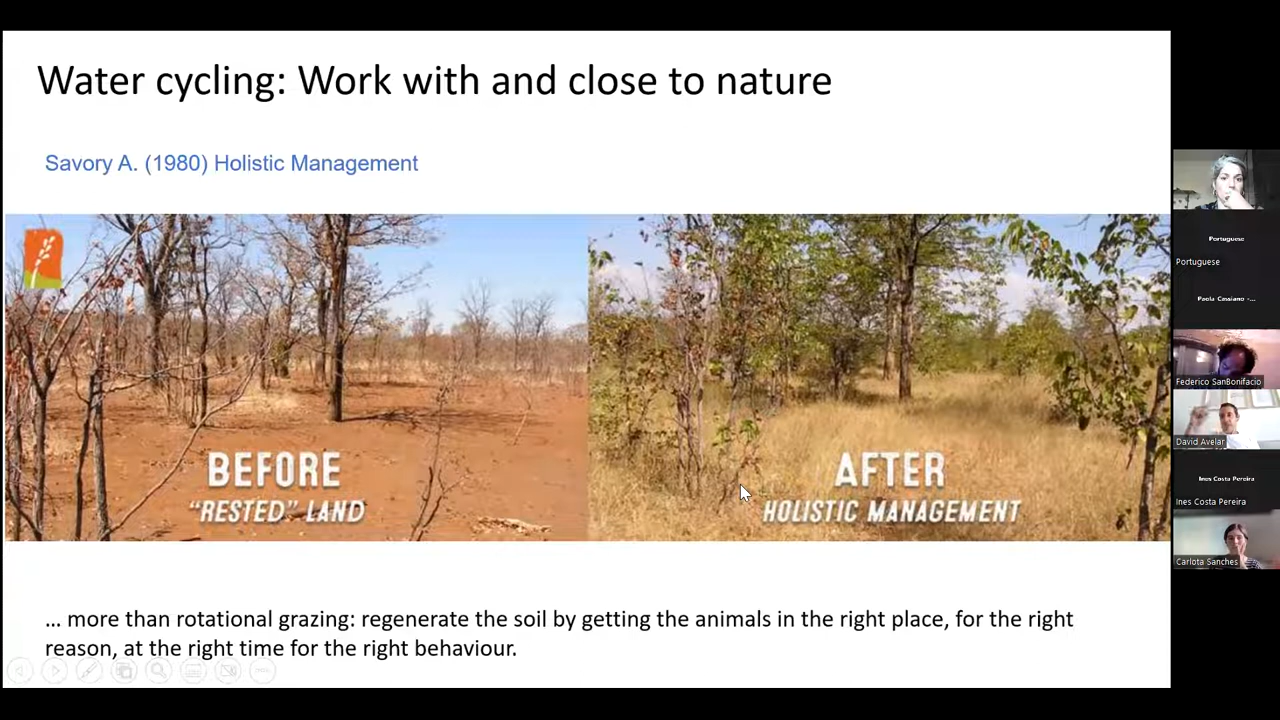 Water cycling: Work with and close to nature
Savory A. (1980) Holistic Management
BEFORE
"RESTED" LAND
AFTER
HOLISTIC MANAGEMENT
... more than rotational grazing: regenerate the soil by getting the animals in the right place, for the right
reason, at the right time for the right behaviour.
Portuguese
Portuguese
Paola Cassiano -...
Federico SanBonifacio
David Avelar
Ines Costa Pereira
Ines Costa Pereira
Carlota Sanches